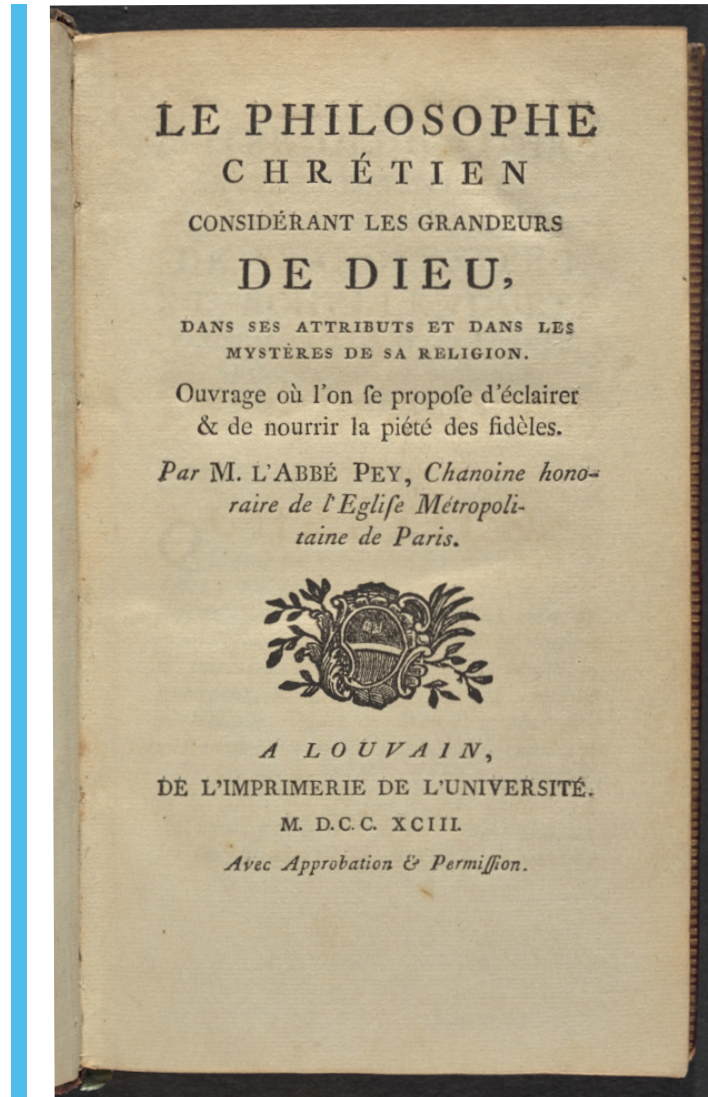 LE PHILOSOPHE
CHRÉTIEN
CONSIDÉRANT LES GRANDEURS
DE DIEU,
DANS SES ATTRIBUTS ET DANS LES
MYSTÈRES DE SA RELIGION.
Ouvrage où l'on ſe propoſe d'éclairer
& de nourrir la piété des fidèles.
Par M. L'ABBÉ PEY, Chanoine hono-
raire de l'Egliſe Métropoli-
taine de Paris.
A LOUVAIN,
DE L'IMPRIMERIE DE L'UNIVERSITÉ.
M. D.C.C. XCIII.
Avec Approbation & Permiſſion.